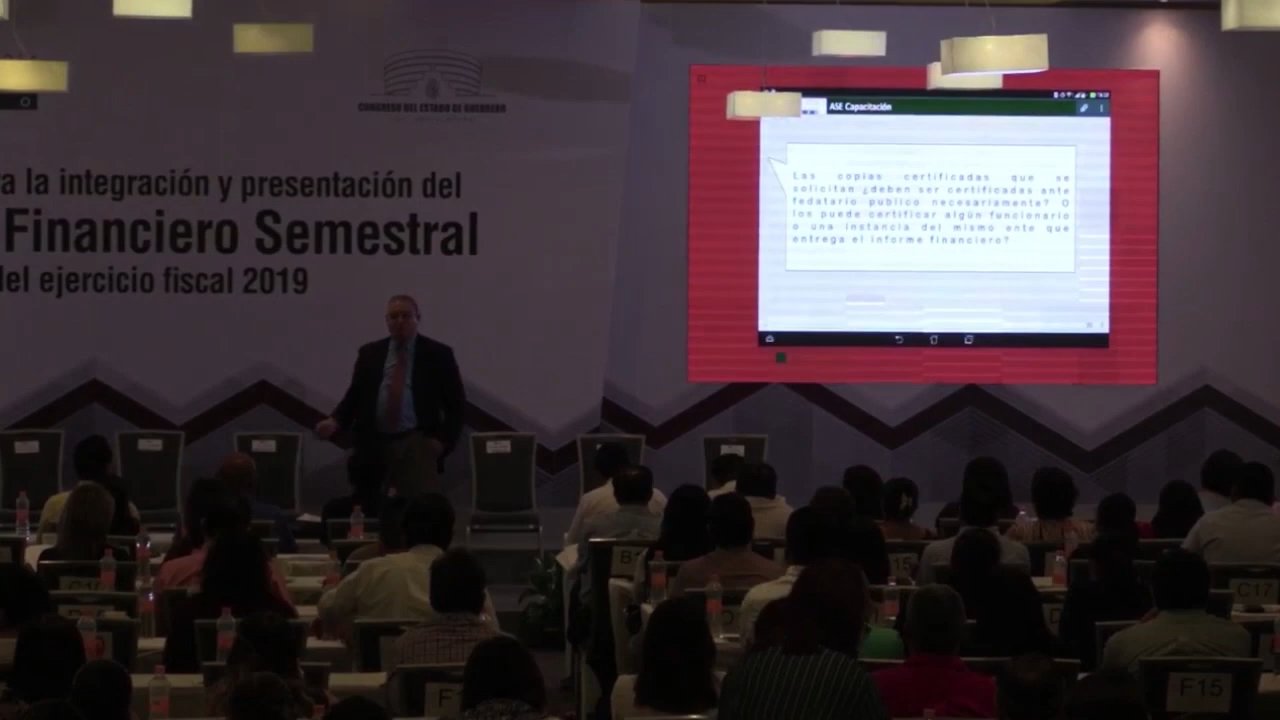 CONGRESO DEL ESTADO DE GUERRERO
a la integración y presentación del
Financiero Semestral
del ejercicio fiscal 2019
ASE Capacitación
Las copias certificadas que se
solicitan ¿deben ser certificadas ante
fedatario publico necesariamente? O
los puede certificar algún funcionario
o una instancia del mismo ente que
entrega el informe financiero?
15
C17
F15